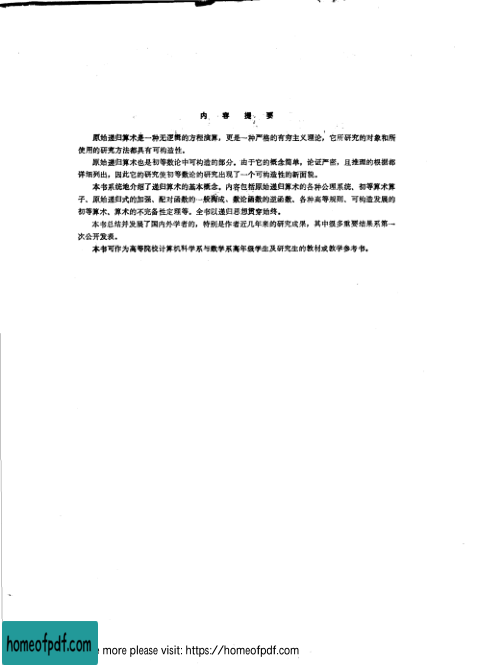 内 容 提 要
原始递归算术是一种无逻辑的方程演算，更是一种严格的有穷主义理论，它所研究的对象和所
使用的研究方法都具有可构造性。
原始递归算术也是初等数论中可构造的部分。由于它的概念简单，论证严密，且推理的根据都
详细列出，因此它的研究使初等数论的研究出现了一个可构造性的新面貌。
本书系统地介绍了递归算术的基本概念。内容包括原始递归算术的各种公理系统、初等算术算
子、原始递归式的加强、配对函数的一般构成、数论函数的逆函数、各种高等规则、可构造发展的
初等算术、算术的不完备性定理等。全书以递归思想贯穿始终。
本书总结并发展了国内外学者的，特别是作者近几年来的研究成果，其中很多重要结果系第一
次公开发表。
本书可作为高等院校计算机科学系与数学系高年级学生及研究生的教材或教学参考书。
homeofpdf.com
more please visit: https://homeofpdf.com